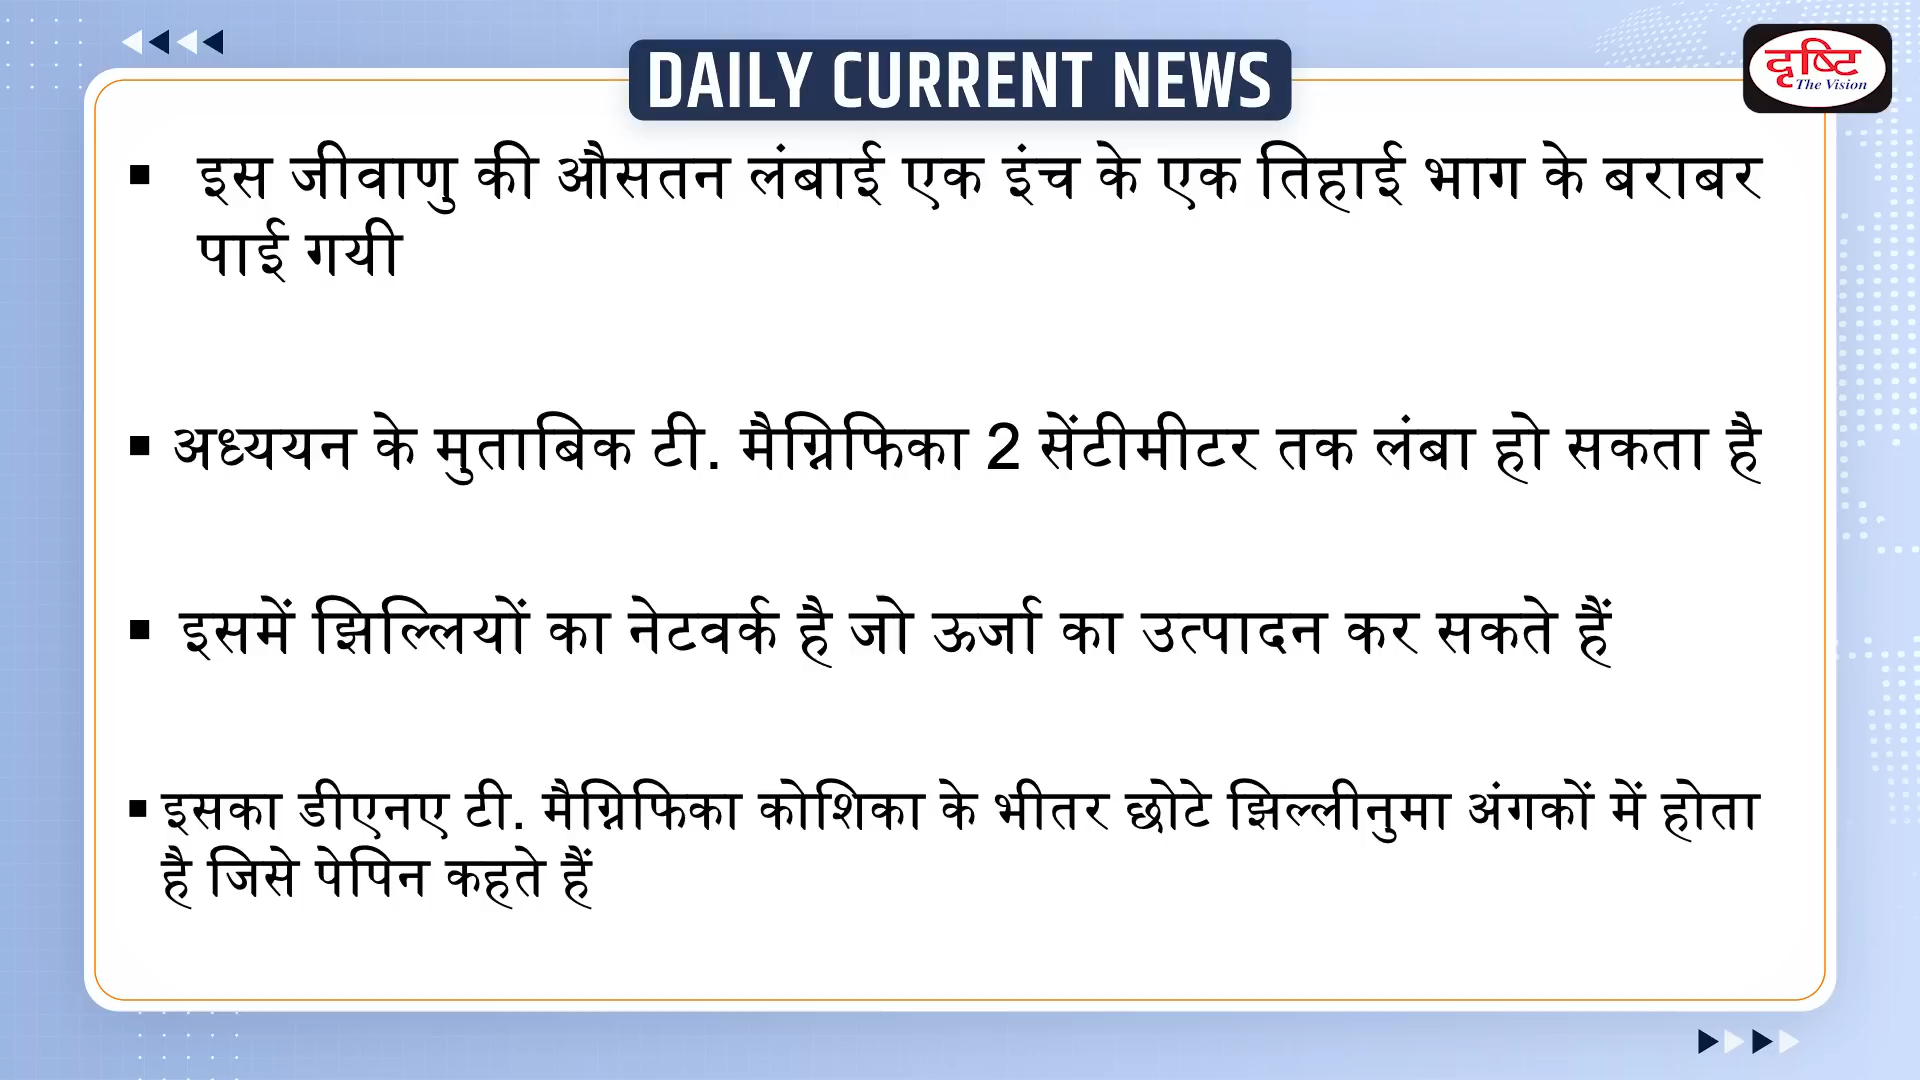 DAILY CURRENT NEWS
दृष्टि
The Vision
▪ इस जीवाणु की औसतन लंबाई एक इंच के एक तिहाई भाग के बराबर
पाई गयी
▪ अध्ययन के मुताबिक टी. मैग्निफिका 2 सेंटीमीटर तक लंबा हो सकता है
▪ इसमें झिल्लियों का नेटवर्क है जो ऊर्जा का उत्पादन कर सकते हैं
▪ इसका डीएनए टी. मैग्निफिका कोशिका के भीतर छोटे झिल्लीनुमा अंगकों में होता
है जिसे पेपिन कहते हैं